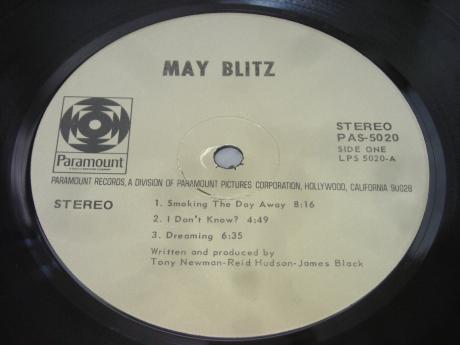 MAY BLITZ
Paramount
STEREO
PAS-5020
SIDE ONE
LPS 5020-A
PARAMOUNT RECORDS, A DIVISION OF PARAMOUNT PICTURES CORPORATION, HOLLYWOOD, CALIFORNIA 90028
STEREO
1. Smoking The Day Away 8:16
2. I Don't Know? 4:49
3. Dreaming 6:35
Written and produced by
Tony Newman-Reid Hudson-James Black